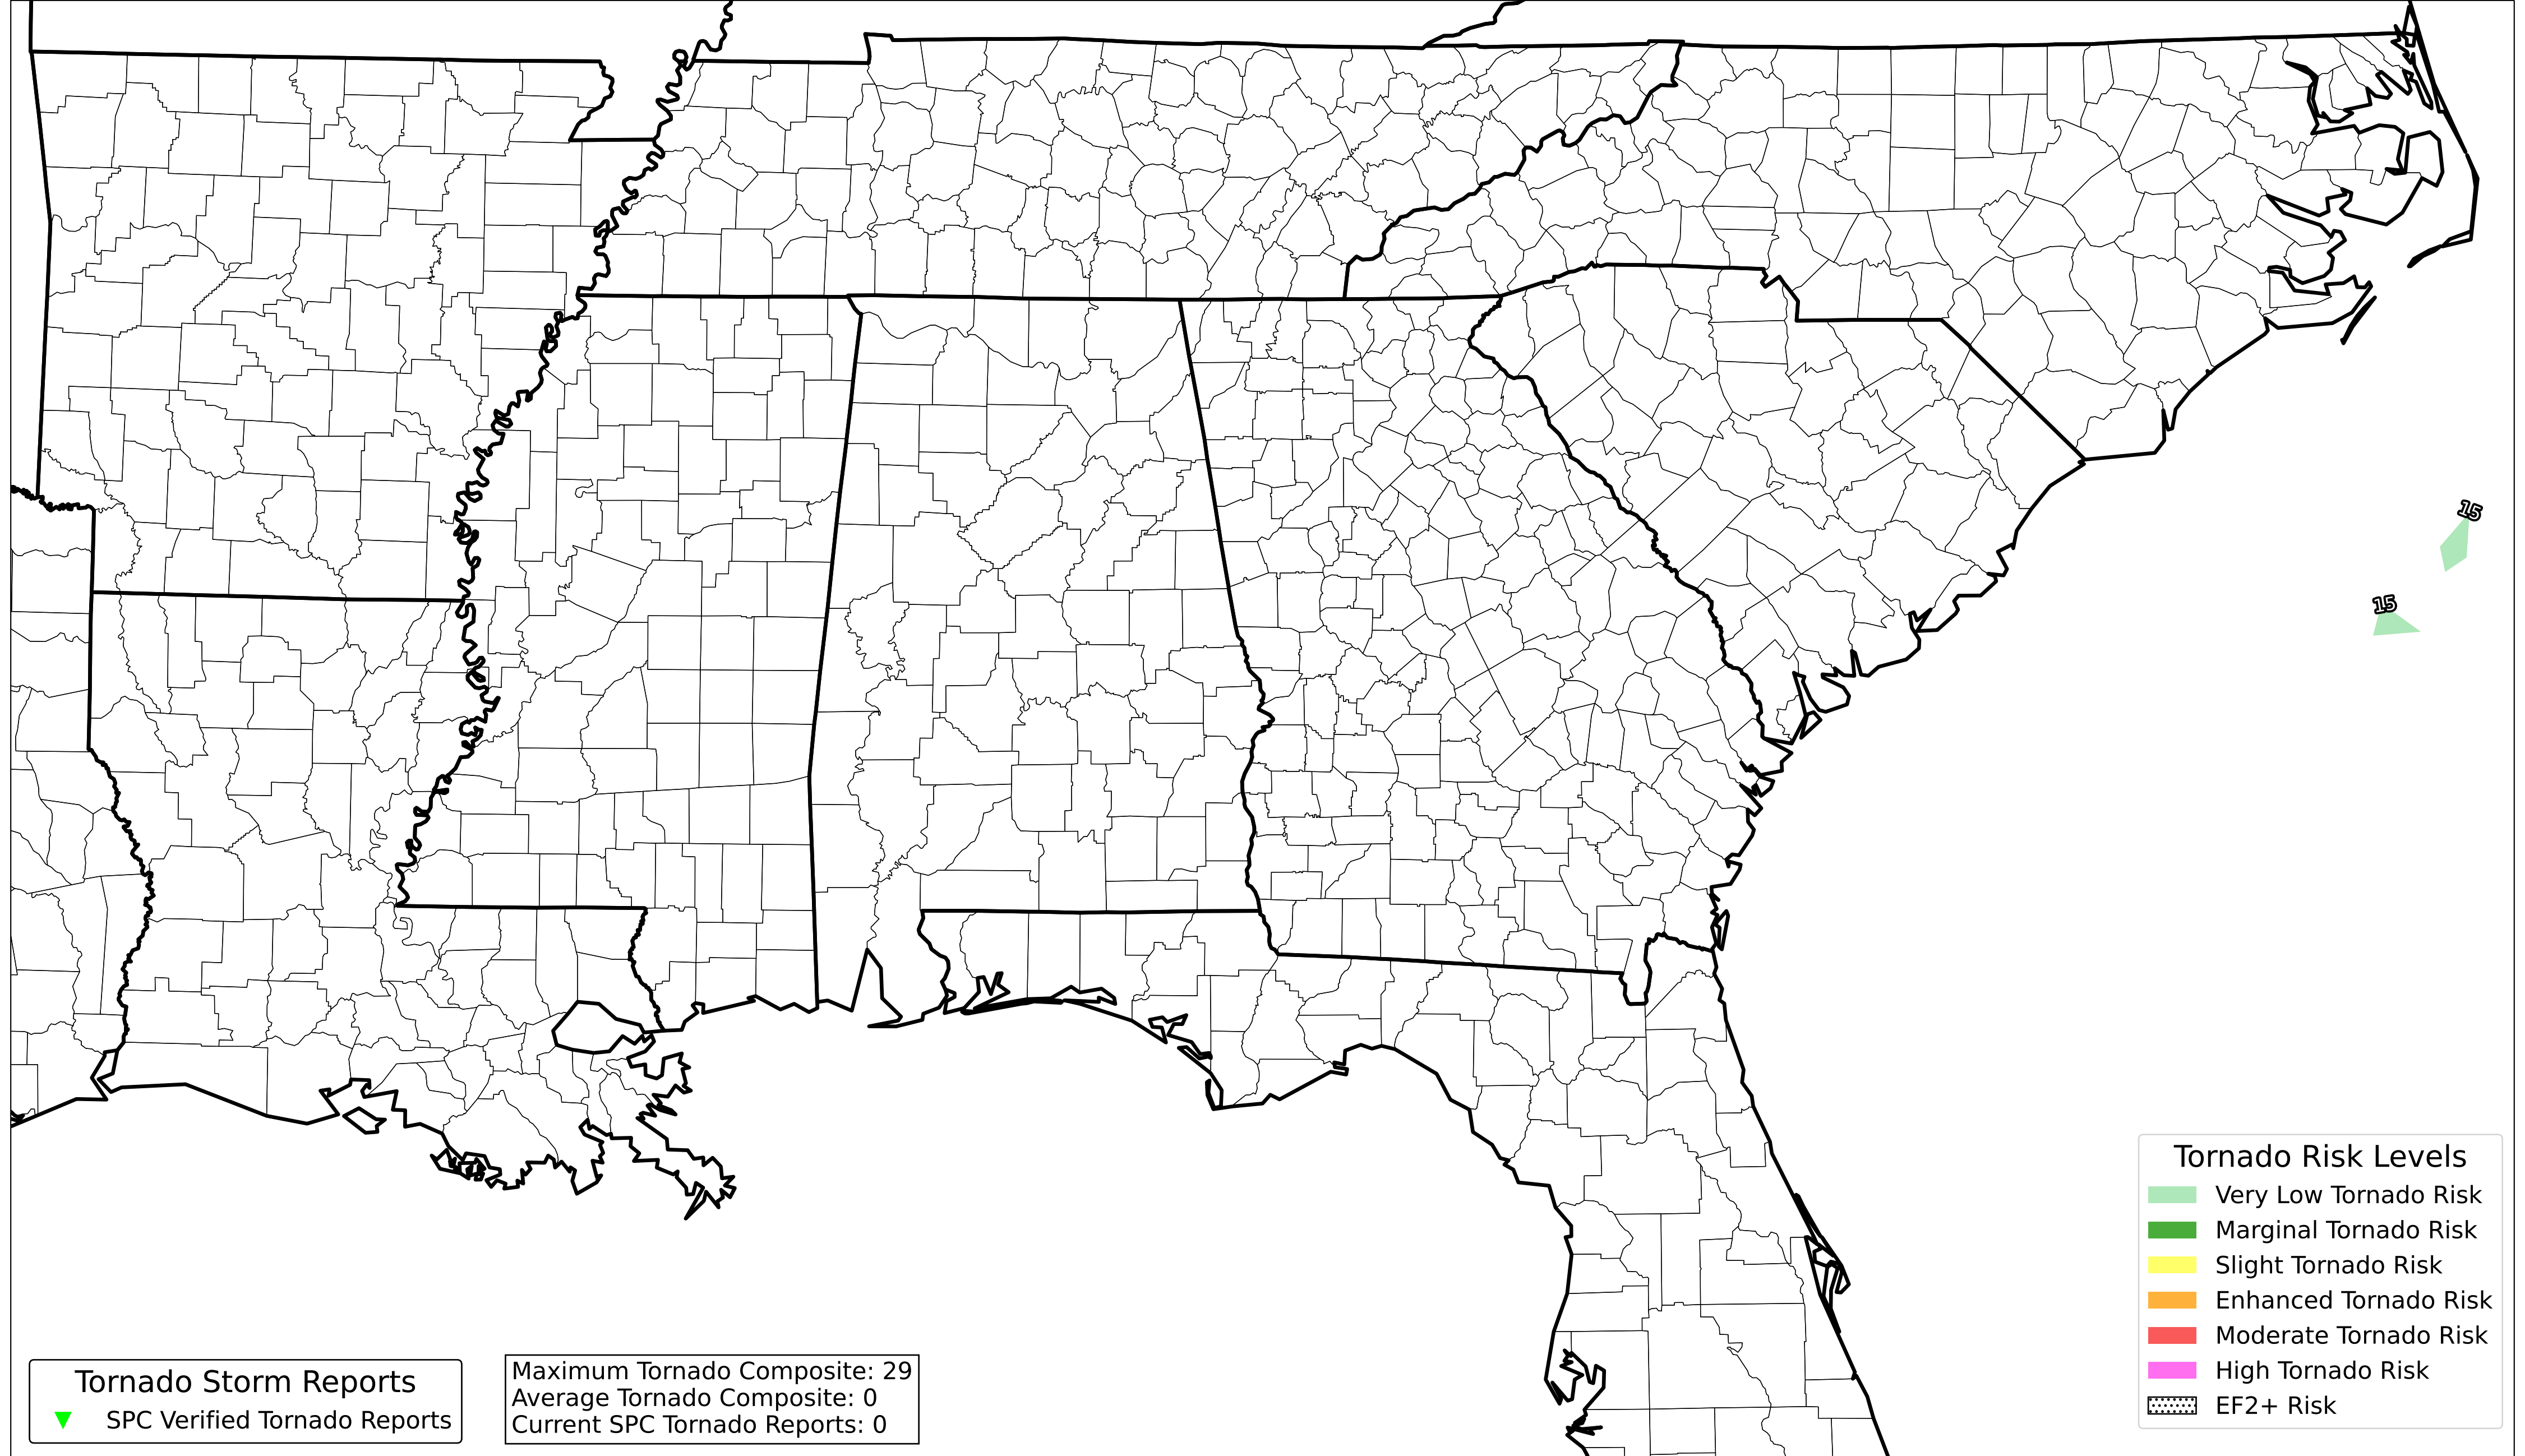 15
15
Tornado Risk Levels
Very Low Tornado Risk
Marginal Tornado Risk
Slight Tornado Risk
Enhanced Tornado Risk
Moderate Tornado Risk
High Tornado Risk
EF2+ Risk
Tornado Storm Reports
SPC Verified Tornado Reports
Maximum Tornado Composite: 29
Average Tornado Composite: 0
Current SPC Tornado Reports: 0